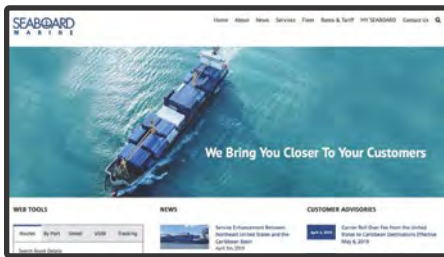 SEABOARD
MARINE
Home About News Services Fleet Rates & Tariff MY SEABOARD Contact Us
We Bring You Closer To Your Customers
WEB TOOLS
NEWS
CUSTOMER ADVISORIES
Routes By Port Vessel Tracking
Service Enhancement Between
Northeast United States and the
Caribbean Basin
Carrier Roll Over Fee From the United
States to Caribbean Destinations Effective
May 6, 2019